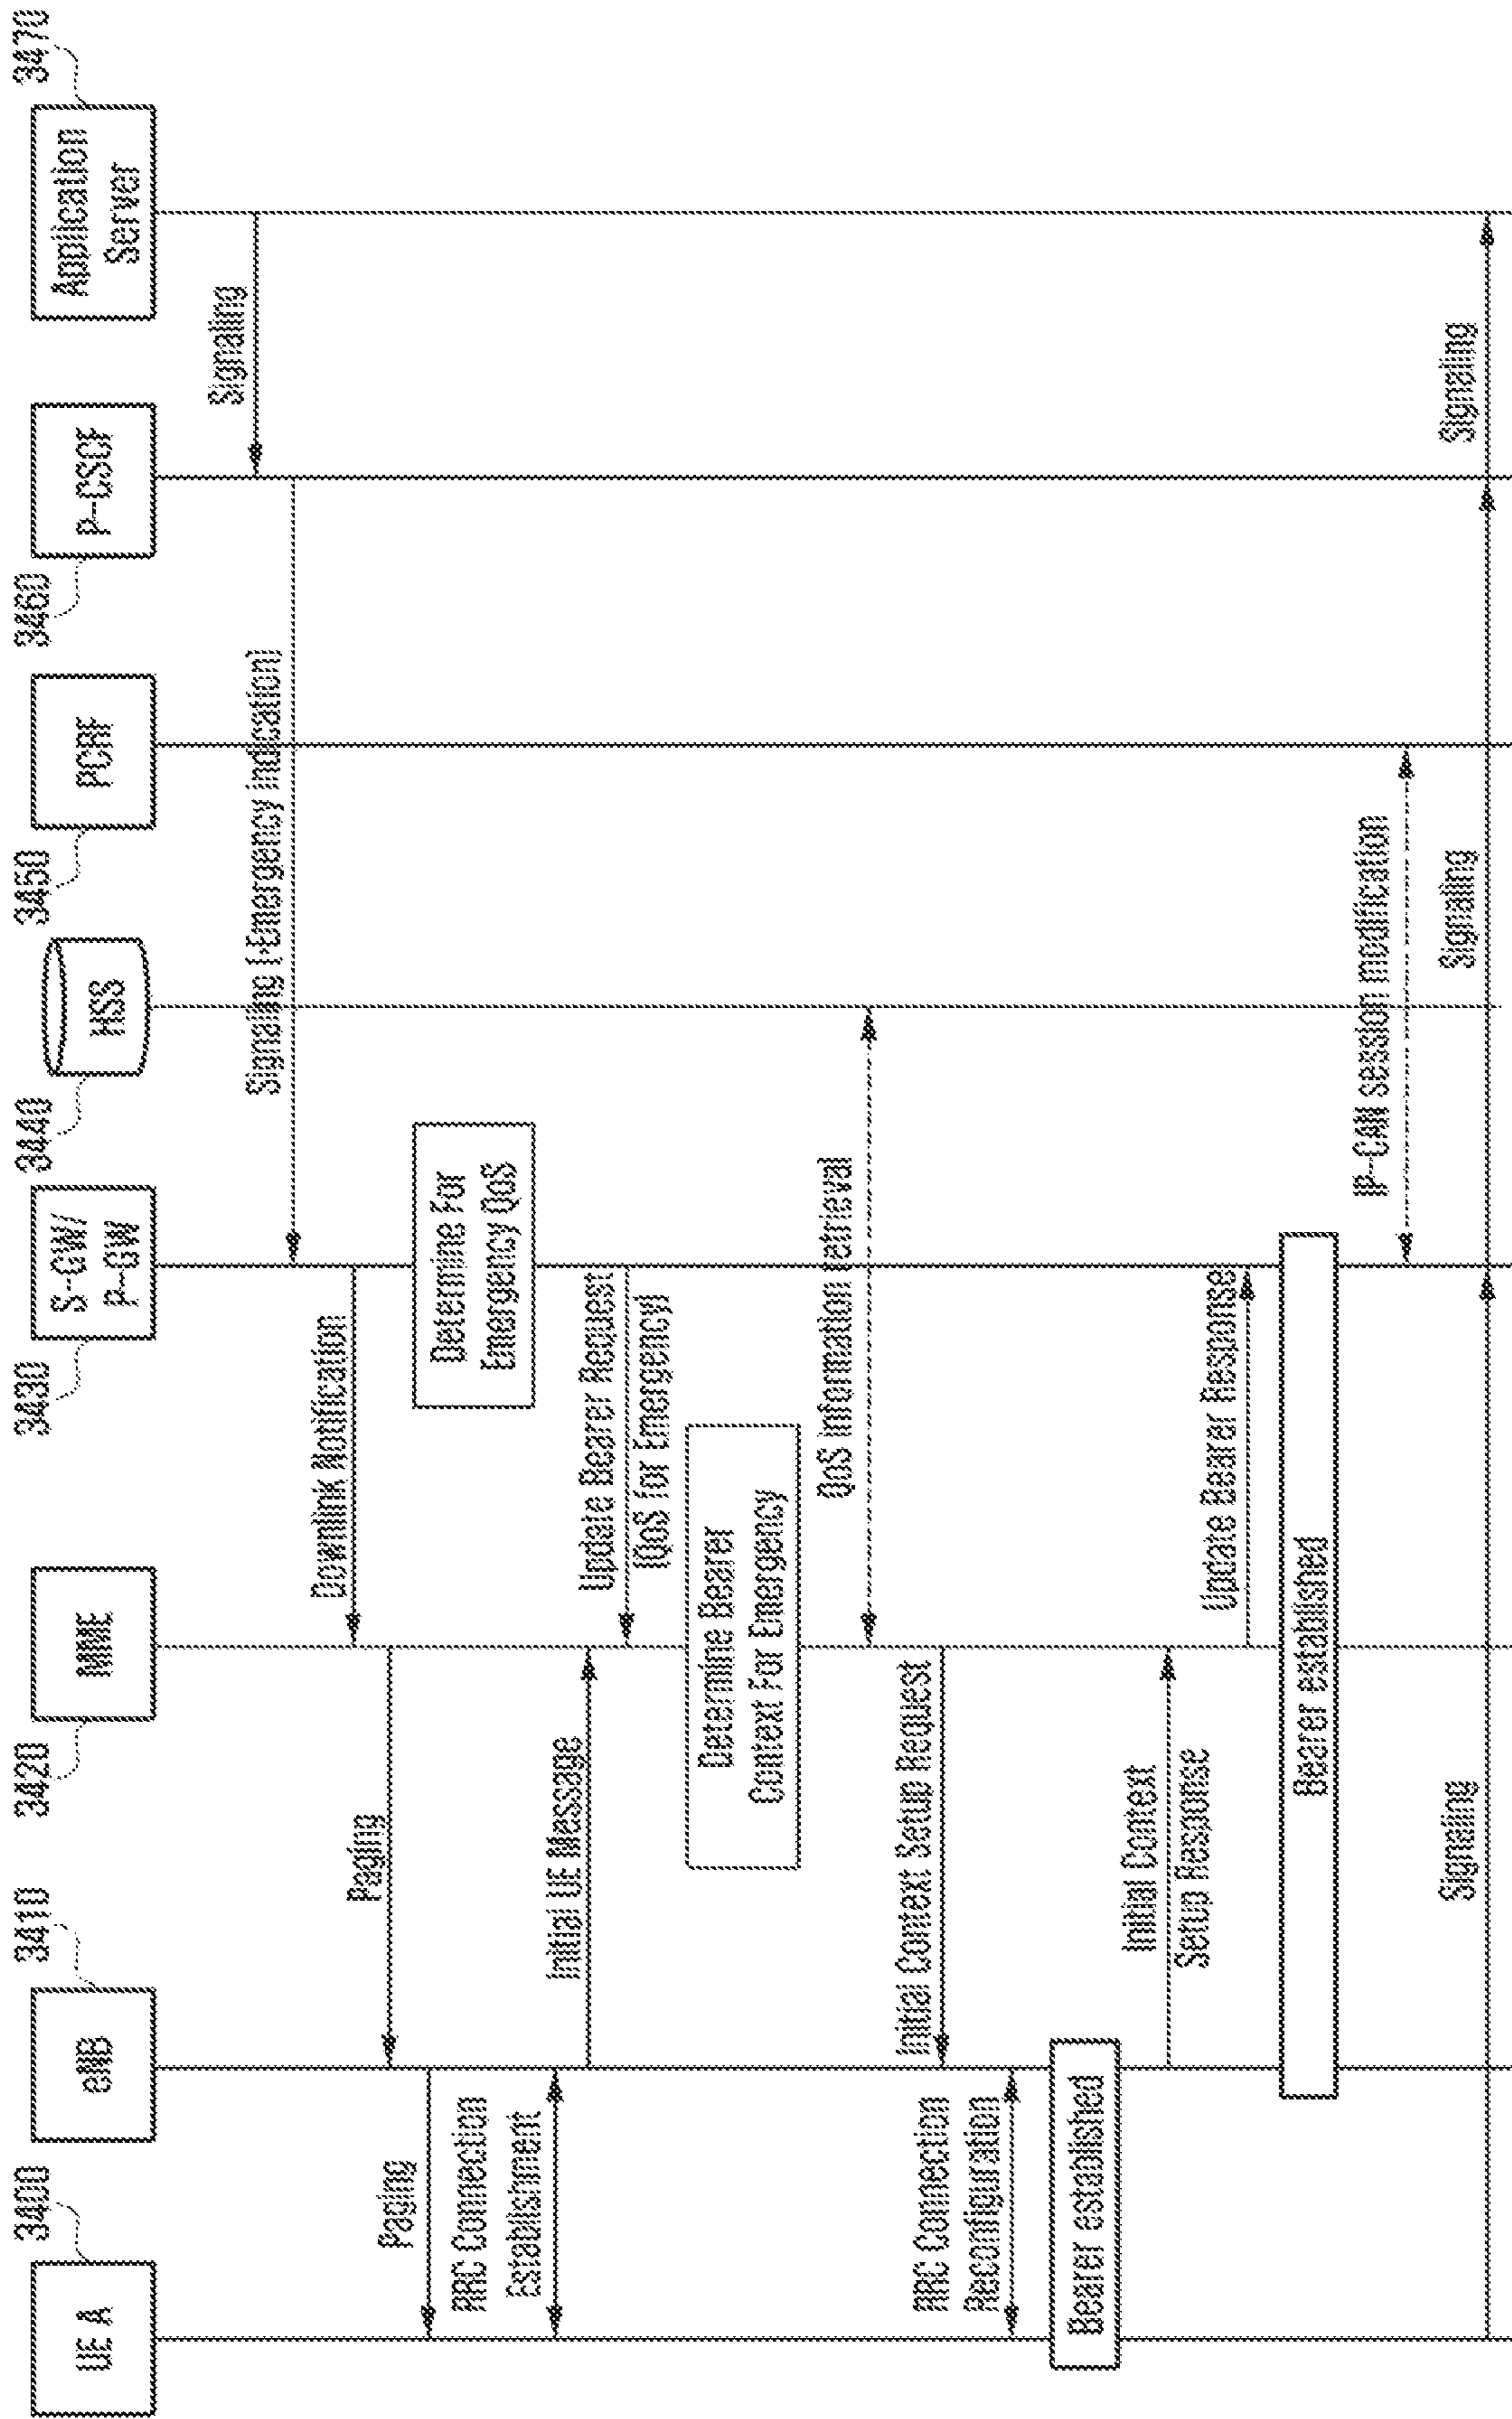 3400
UE A
3410
eNB
3420
MME
3430
S-GW/
P-GW
3440
HSS
3450
PCRF
3460
P-CSCF
3470
Application
Server
Signaling
Signaling (+Emergency indication)
Downlink Notification
Paging
Paging
Determine For
Emergency QoS
RRC Connection
Establishment
Initial UE Message
Update Bearer Request
(QoS for Emergency)
Determine Bearer
Context For Emergency
QoS information retrieval
Initial Context Setup Request
RRC Connection
Reconfiguration
Bearer established
Initial Context
Setup Response
Update Bearer Response
Bearer established
IP-CAN session modification
Signaling
Signaling
Signaling